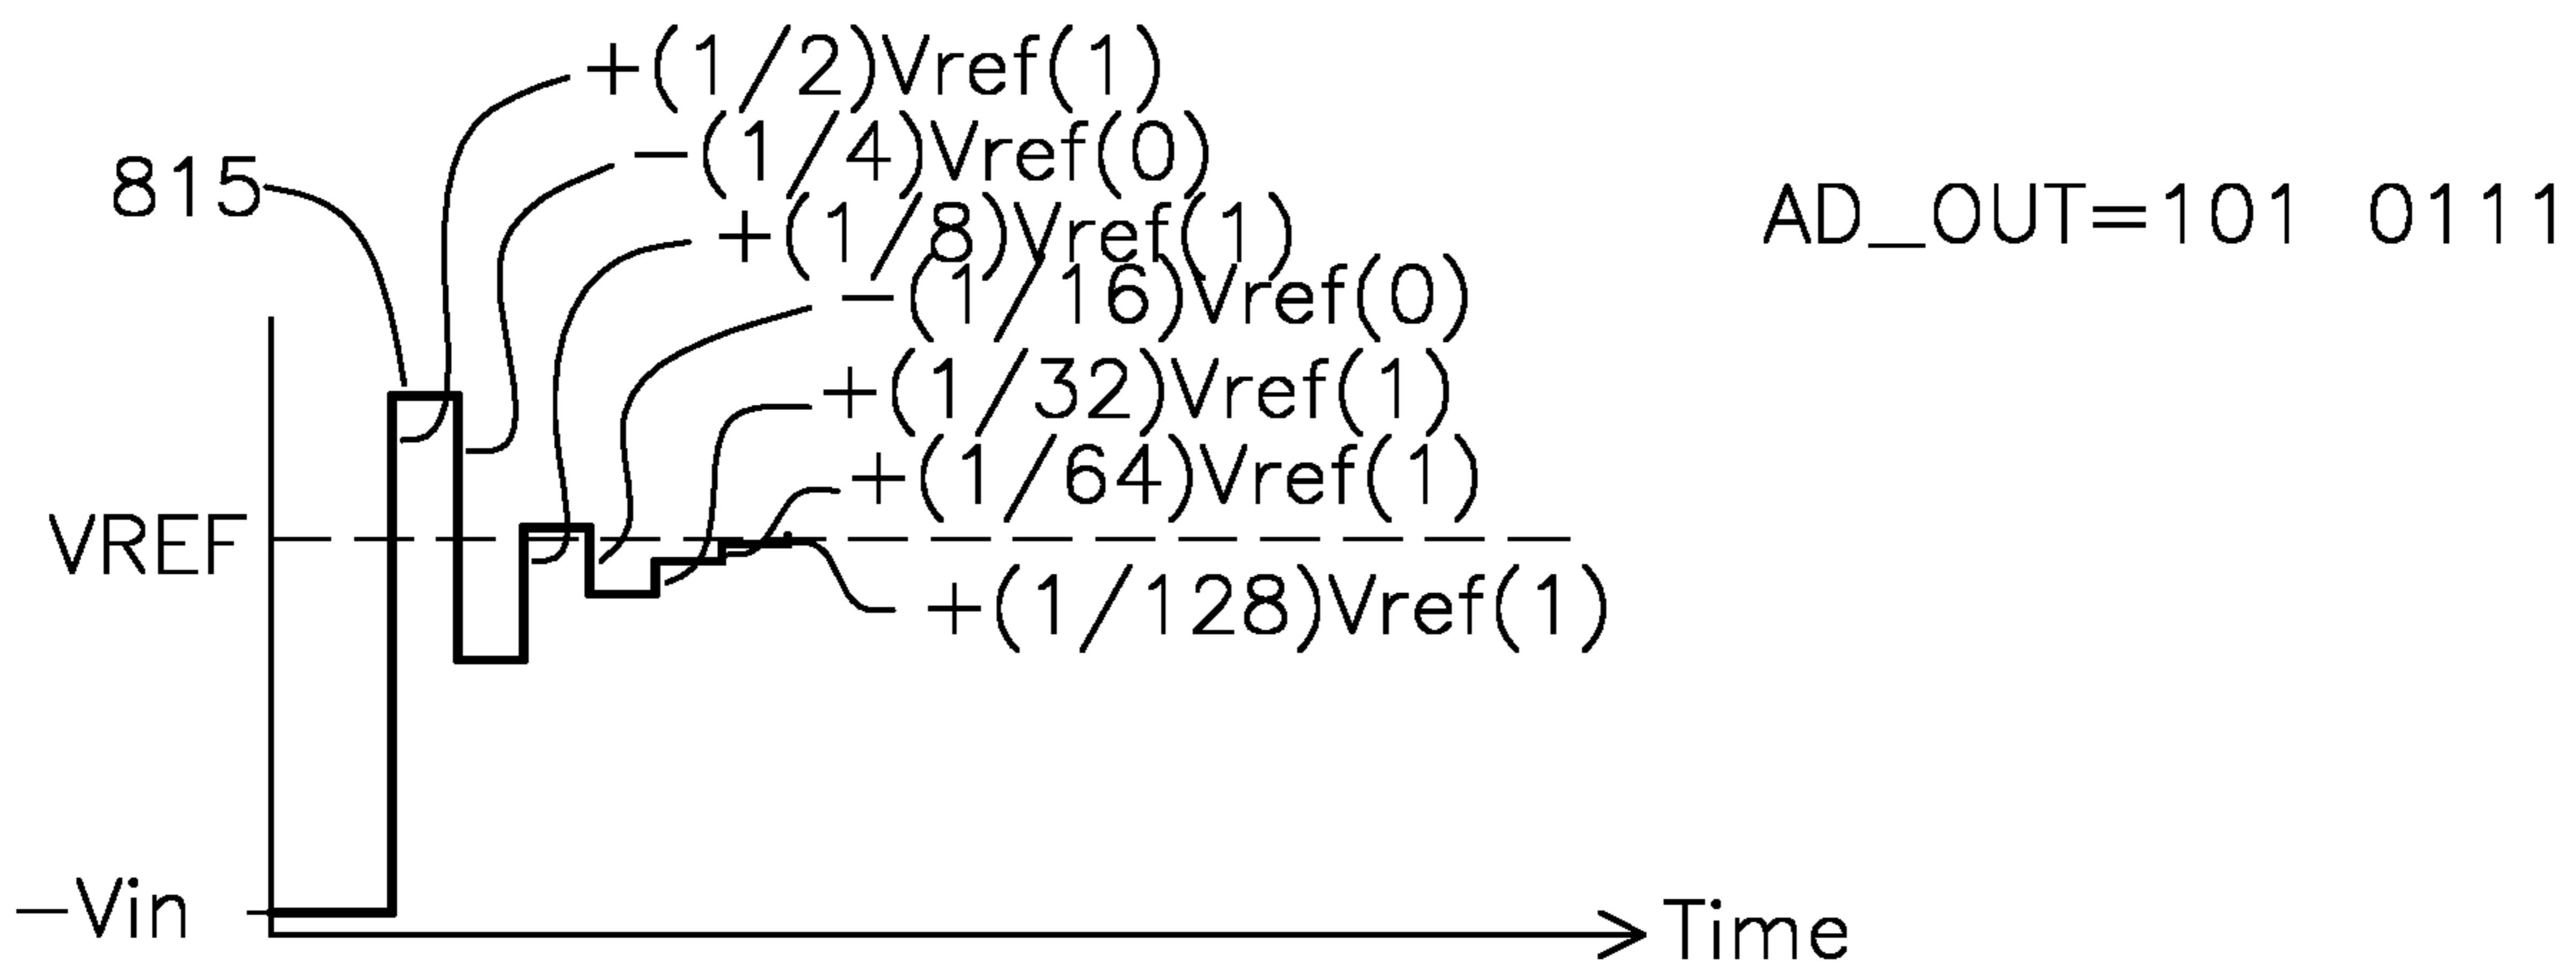 +(1/2)Vref(1)
-(1/4)Vref(0)
815
+(1/8)Vref(1)
AD_OUT=101 0111
-(1/16)Vref(0)
+(1/32)Vref(1)
+(1/64)Vref(1)
VREF
+(1/128)Vref(1)
-Vin
Time